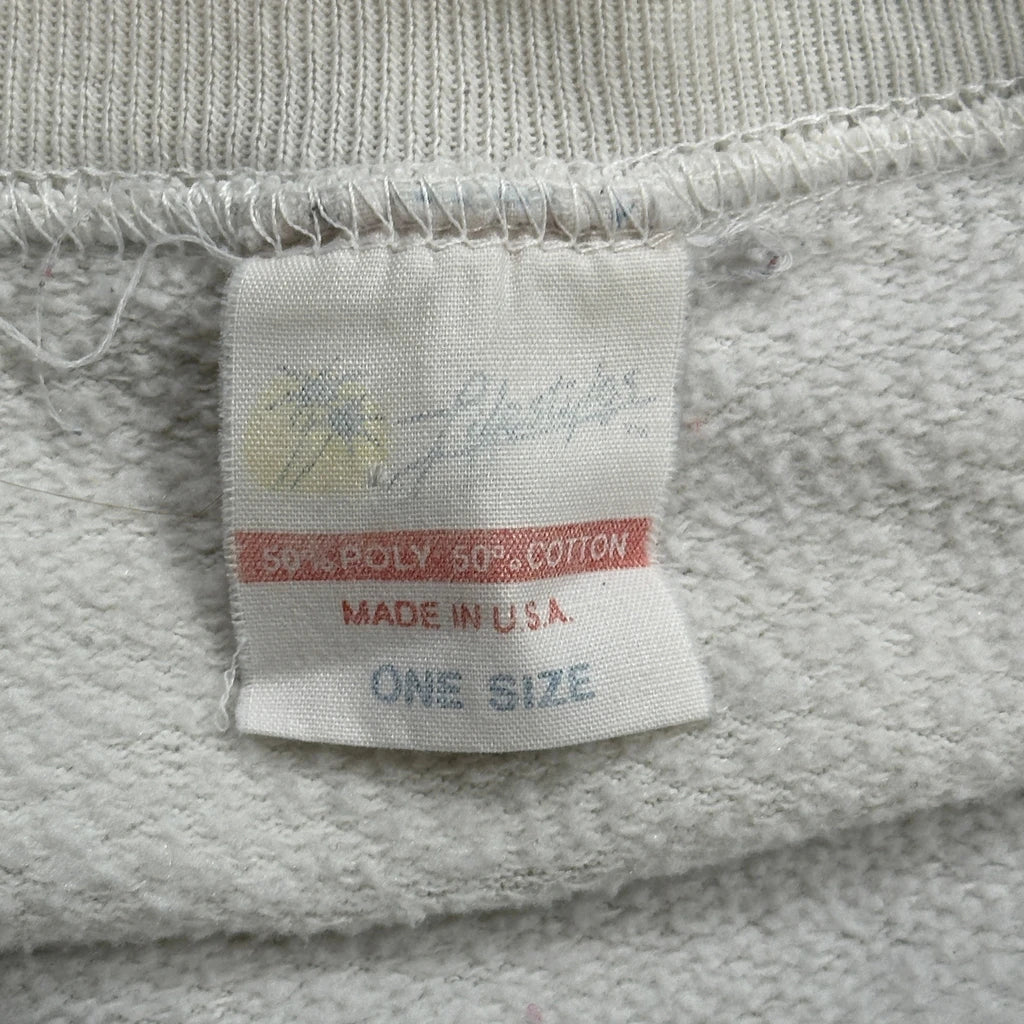 50% POLY 50% COTTON
MADE IN U.S.A.
ONE SIZE